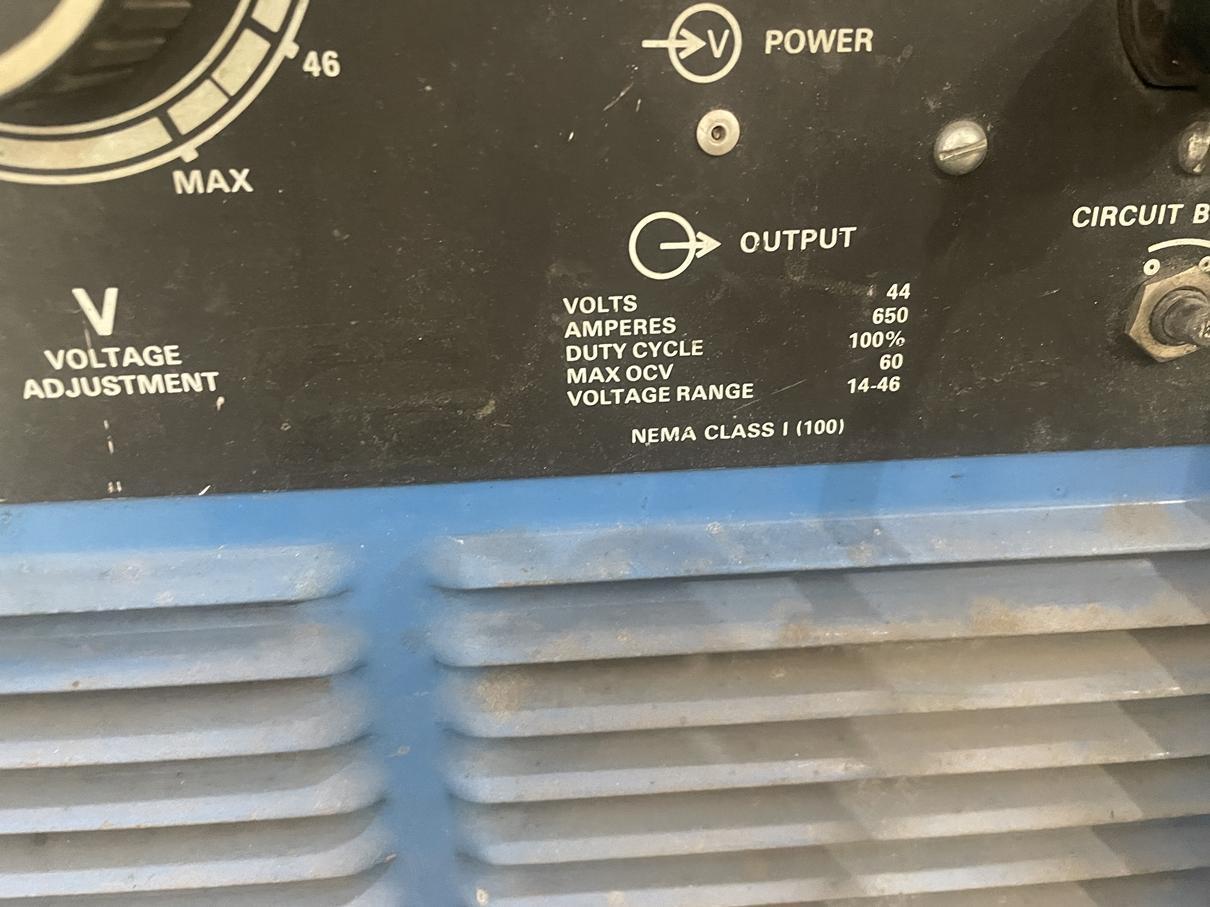 46
MAX
V
VOLTAGE
ADJUSTMENT
V POWER
OUTPUT
VOLTS 44
AMPERES 650
DUTY CYCLE 100%
MAX OCV 60
VOLTAGE RANGE 14-46
NEMA CLASS I (100)
CIRCUIT B